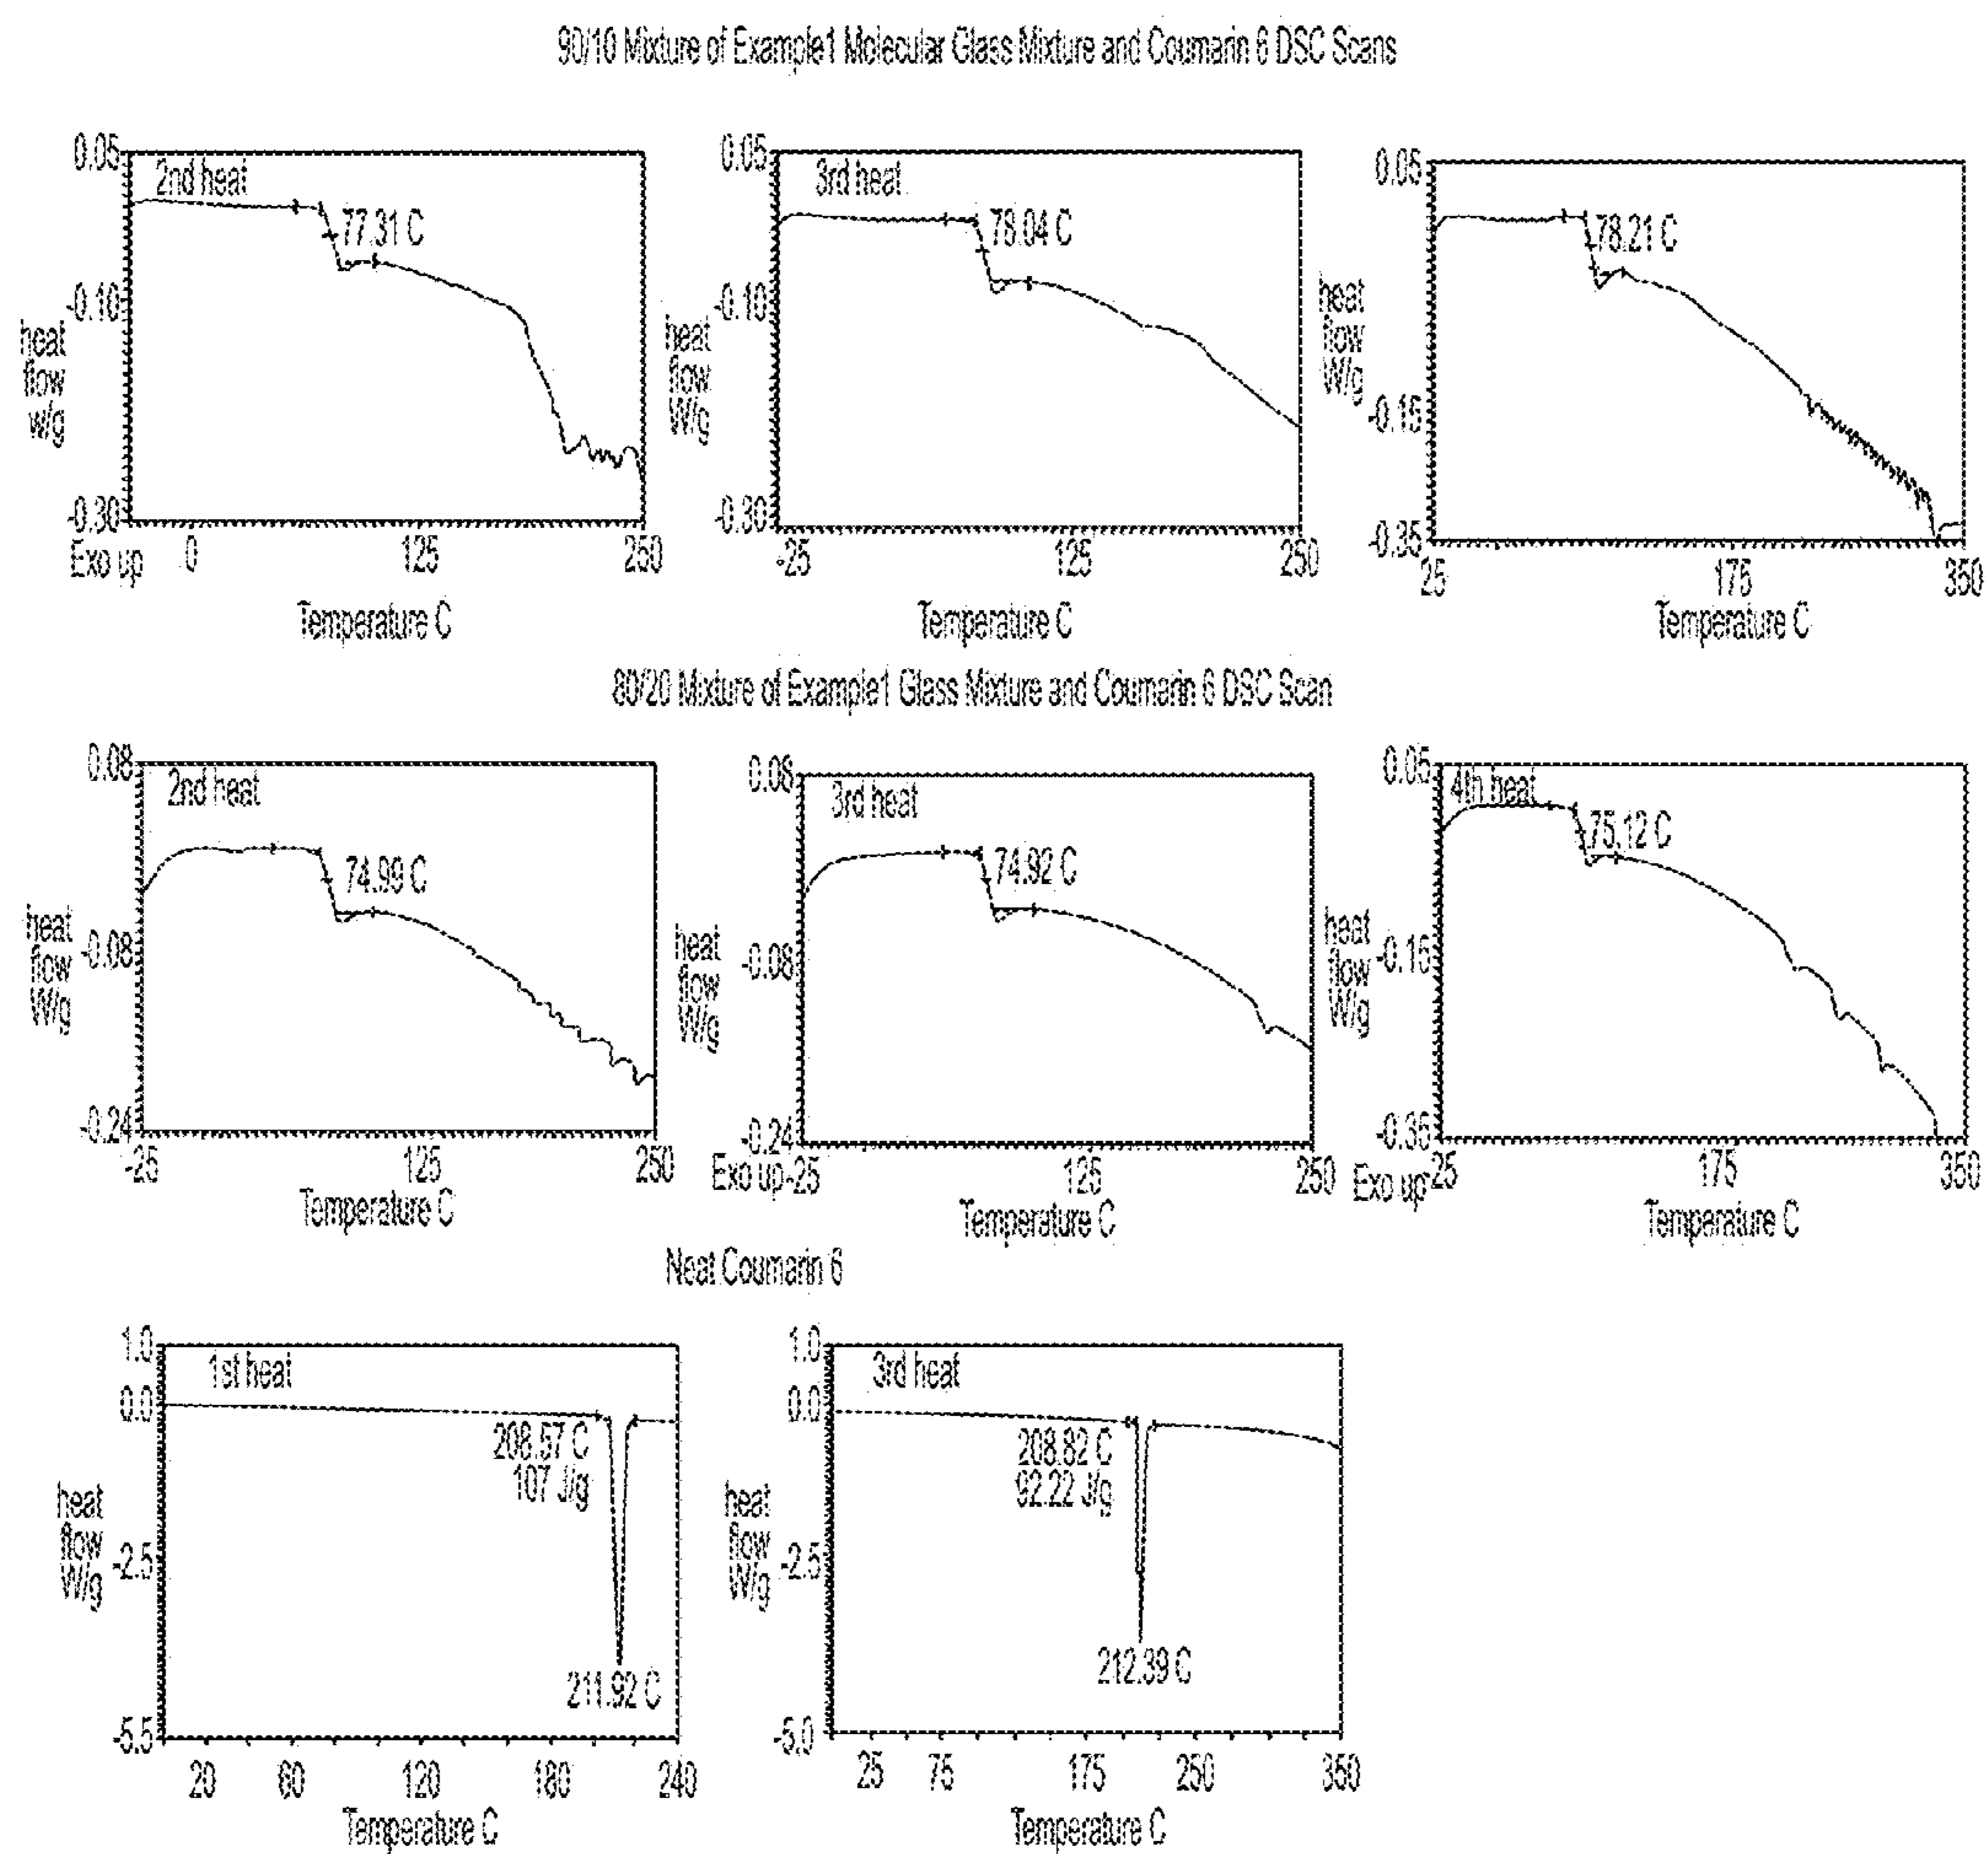 90/10 Mixture of Example1 Molecular Glass Mixture and Coumarin 6 DSC Scans
0.05
2nd heat
77.31 C
-0.10
heat
flow
w/g
-0.30
Exo up
0
125
250
Temperature C
0.05
3rd heat
78.04 C
-0.10
heat
flow
W/g
-0.30
-25
125
250
Temperature C
0.05
78.21 C
heat
flow
W/g
-0.15
-0.35
25
175
350
Temperature C
80/20 Mixture of Example1 Glass Mixture and Coumarin 6 DSC Scan
0.08
2nd heat
74.99 C
heat
flow
W/g
-0.08
-0.24
-25
125
250
Temperature C
0.08
3rd heat
74.92 C
heat
flow
W/g
-0.08
-0.24
Exo up
-25
125
250
Temperature C
0.05
4th heat
75.12 C
heat
flow
W/g
-0.15
-0.35
Exo up
25
175
350
Temperature C
Neat Coumarin 6
1.0
1st heat
0.0
208.57 C
107 J/g
heat
flow
W/g
-2.5
211.92 C
-5.5
20
60
120
180
240
Temperature C
1.0
3rd heat
0.0
208.82 C
92.22 J/g
heat
flow
W/g
-2.5
212.39 C
-5.0
25
75
175
250
350
Temperature C